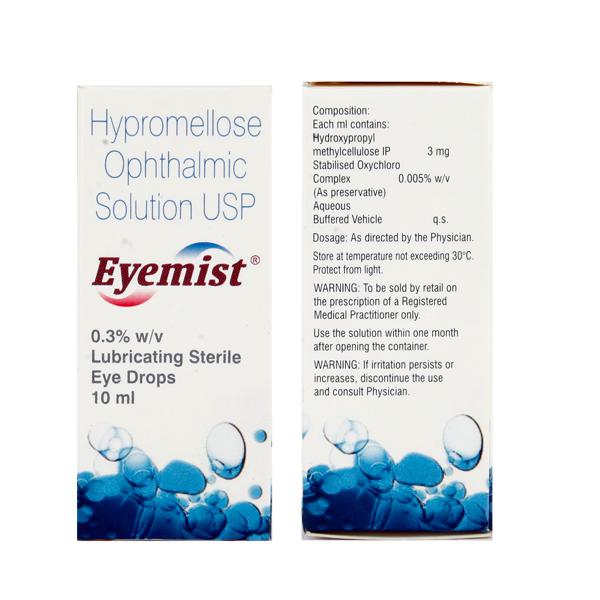 Hypromellose
Ophthalmic
Solution USP
Eyemist®
0.3% w/v
Lubricating Sterile
Eye Drops
10 ml
Composition:
Each ml contains:
Hydroxypropyl
methylcellulose IP 3 mg
Stabilised Oxychloro
Complex 0.005% w/v
(As preservative)
Aqueous
Buffered Vehicle q.s.
Dosage: As directed by the Physician.
Store at temperature not exceeding 30°C.
Protect from light.
WARNING: To be sold by retail on
the prescription of a Registered
Medical Practitioner only.
Use the solution within one month
after opening the container.
WARNING: If irritation persists or
increases, discontinue the use
and consult Physician.